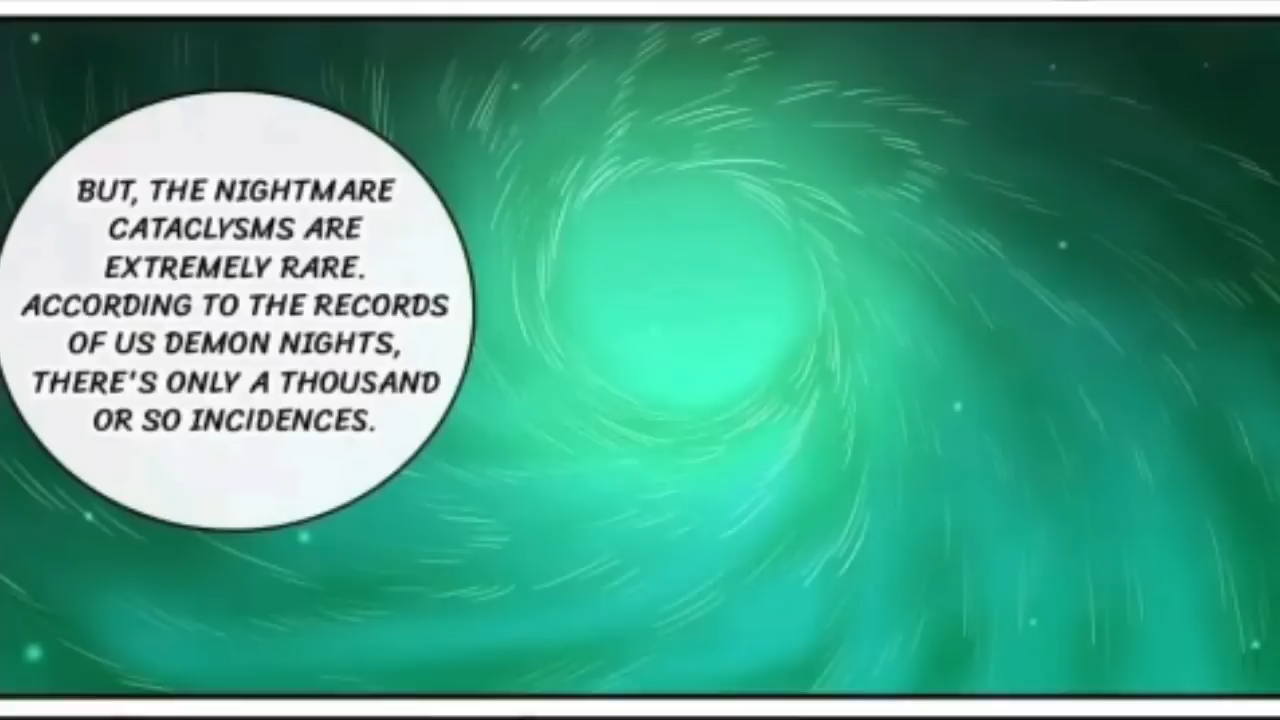 BUT, THE NIGHTMARE
CATACLYSMS ARE
EXTREMELY RARE.
ACCORDING TO THE RECORDS
OF US DEMON NIGHTS,
THERE'S ONLY A THOUSAND
OR SO INCIDENCES.